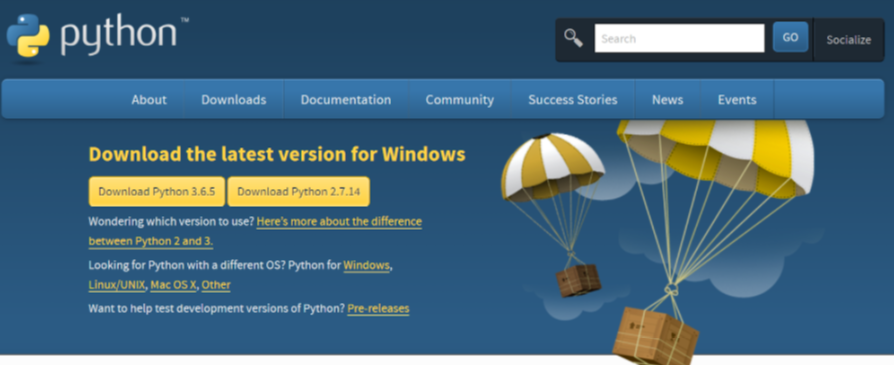 python™
Search
GO
Socialize
About
Downloads
Documentation
Community
Success Stories
News
Events
Download the latest version for Windows
Download Python 3.6.5
Download Python 2.7.14
Wondering which version to use? Here's more about the difference
between Python 2 and 3.
Looking for Python with a different OS? Python for Windows,
Linux/UNIX, Mac OS X, Other
Want to help test development versions of Python? Pre-releases